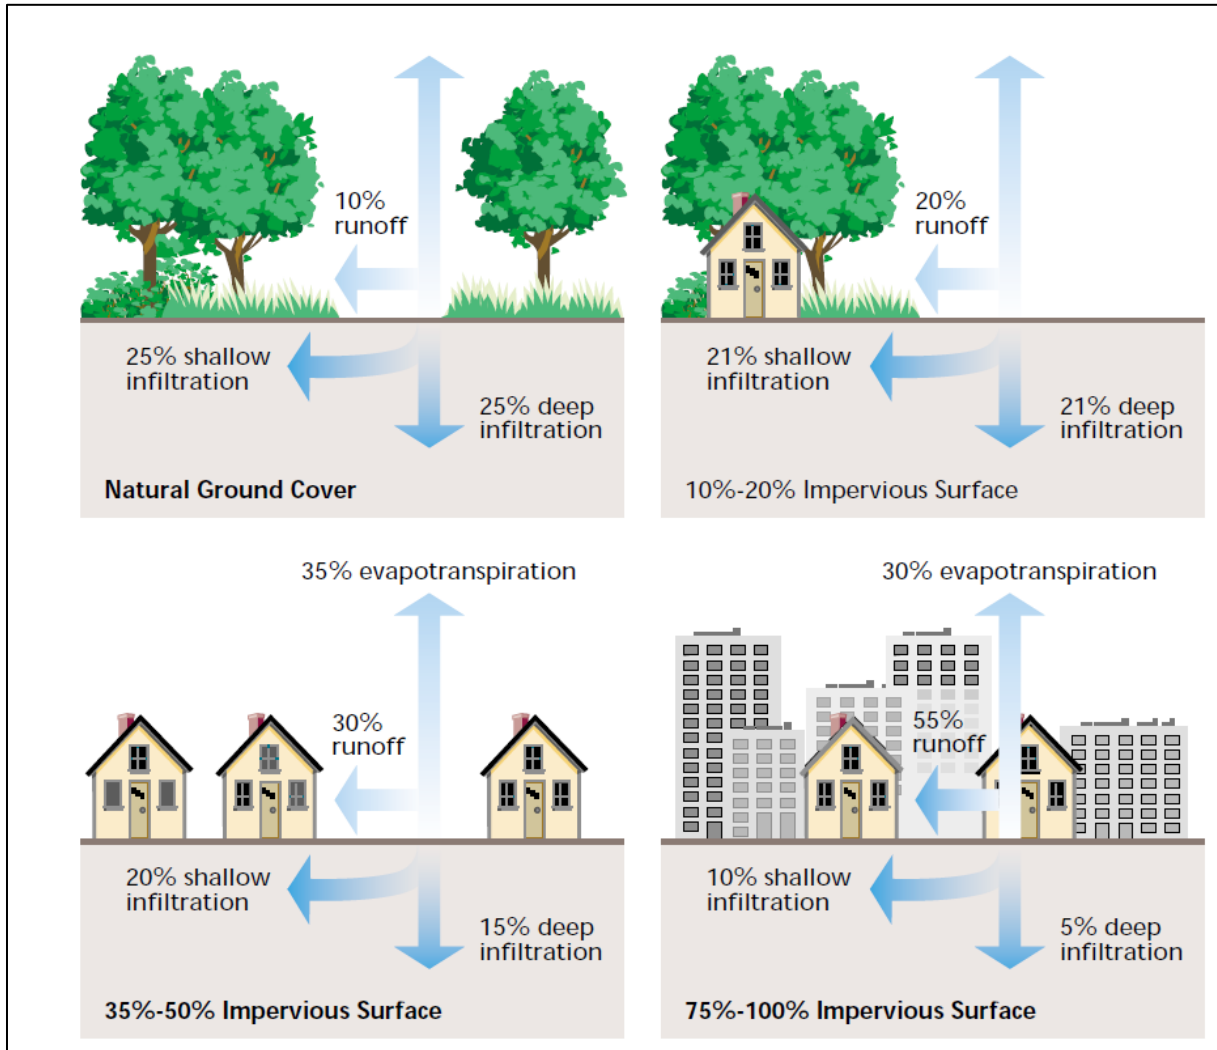 10%
runoff
25% shallow
infiltration
25% deep
infiltration
Natural Ground Cover
20%
runoff
21% shallow
infiltration
21% deep
infiltration
10%-20% Impervious Surface
35% evapotranspiration
30%
runoff
20% shallow
infiltration
15% deep
infiltration
35%-50% Impervious Surface
30% evapotranspiration
55%
runoff
10% shallow
infiltration
5% deep
infiltration
75%-100% Impervious Surface